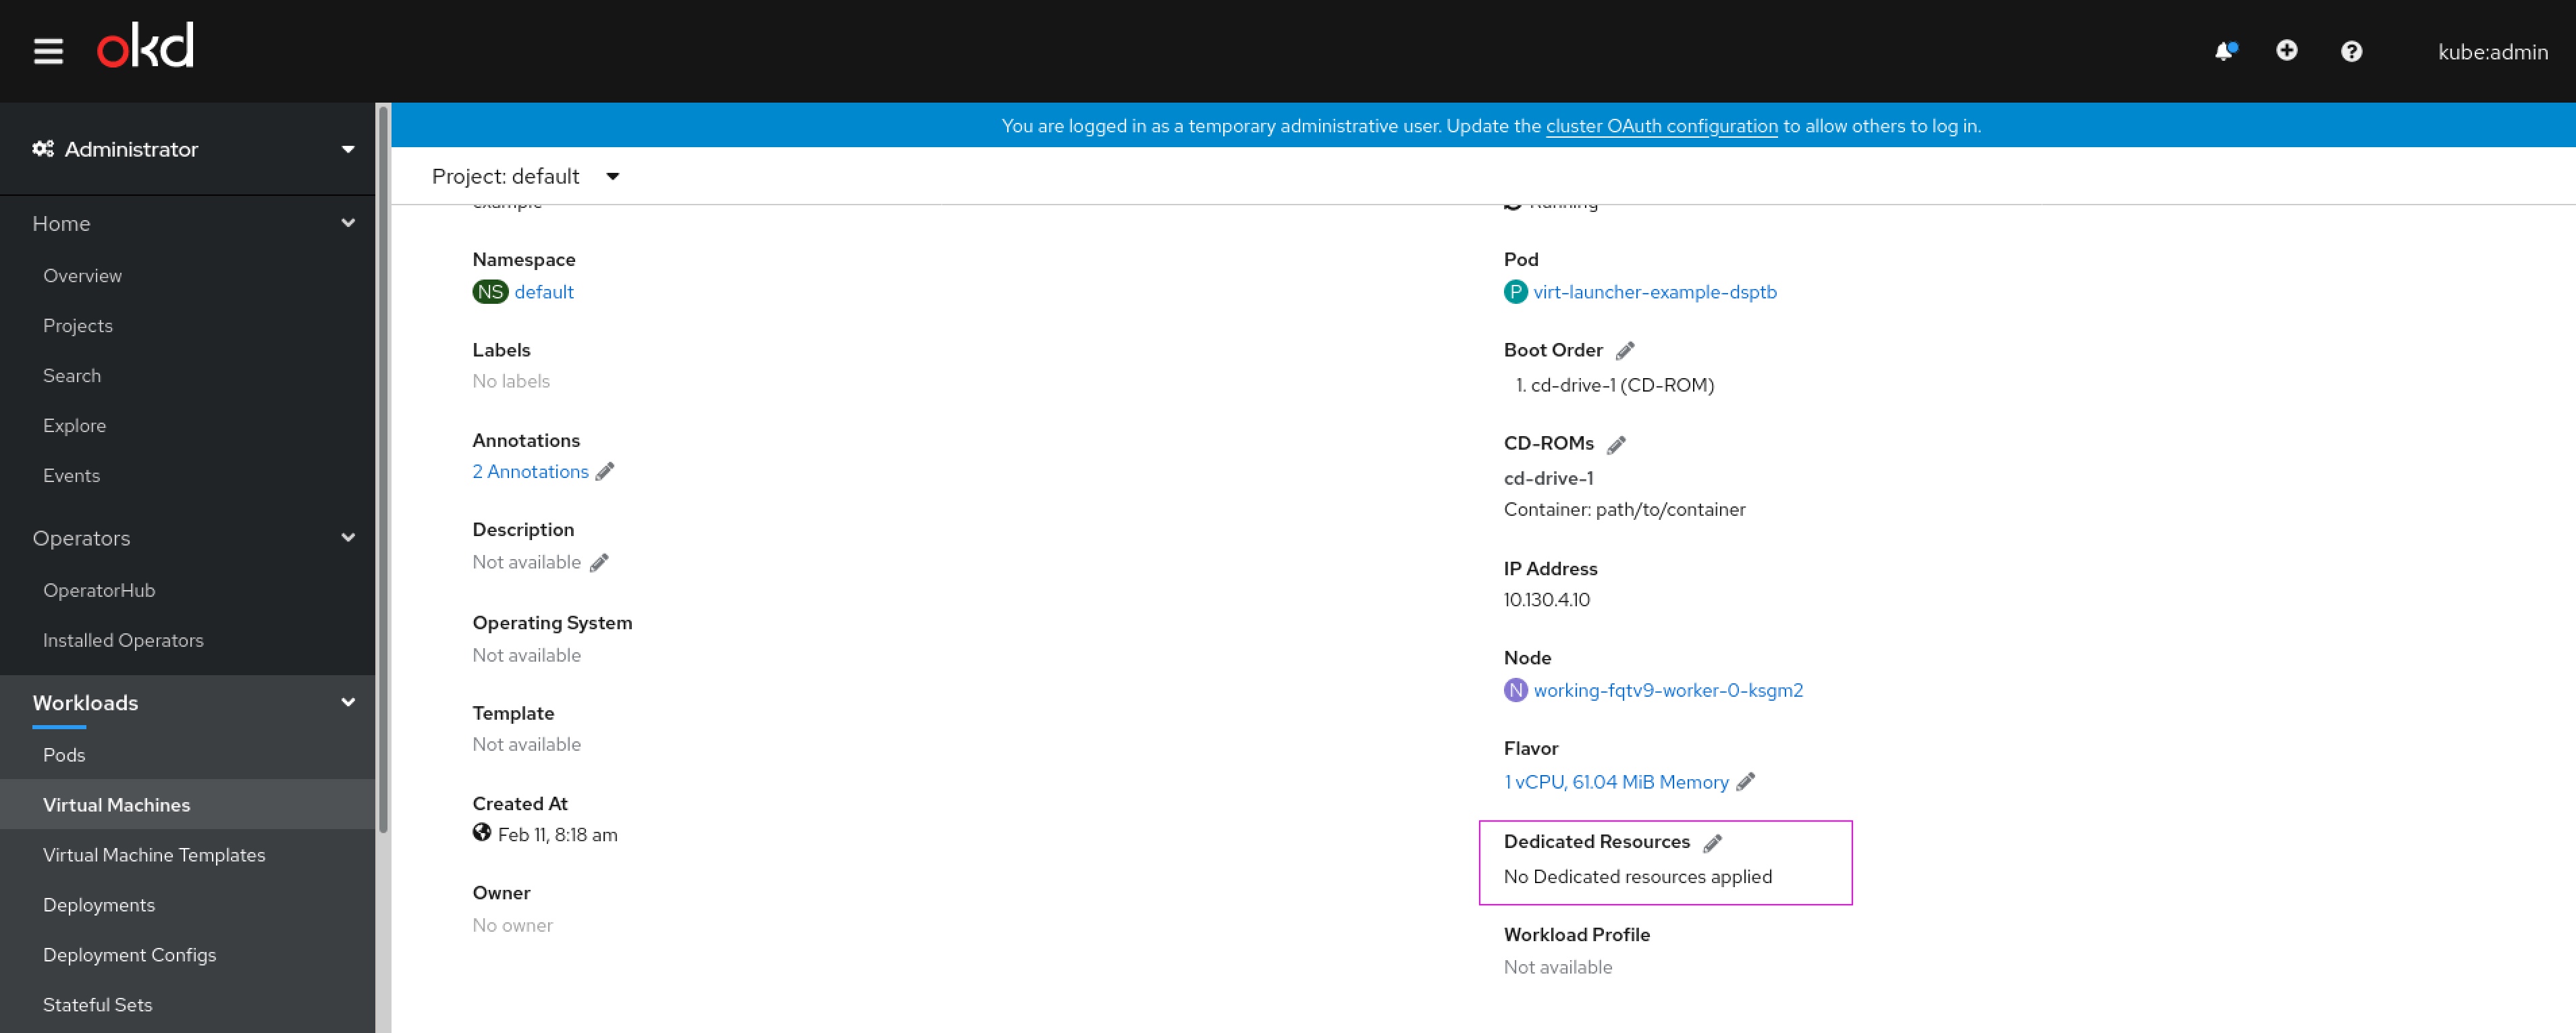 okd
kube:admin
You are logged in as a temporary administrative user. Update the cluster OAuth configuration to allow others to log in.
Administrator
Home
Overview
Projects
Search
Explore
Events
Operators
OperatorHub
Installed Operators
Workloads
Pods
Virtual Machines
Virtual Machine Templates
Deployments
Deployment Configs
Stateful Sets
Project: default
example
Namespace
NS default
Labels
No labels
Annotations
2 Annotations
Description
Not available
Operating System
Not available
Template
Not available
Created At
Feb 11, 8:18 am
Owner
No owner
Running
Pod
P virt-launcher-example-dsptb
Boot Order
1. cd-drive-1 (CD-ROM)
CD-ROMs
cd-drive-1
Container: path/to/container
IP Address
10.130.4.10
Node
N working-fqtv9-worker-0-ksgm2
Flavor
1 vCPU, 61.04 MiB Memory
Dedicated Resources
No Dedicated resources applied
Workload Profile
Not available